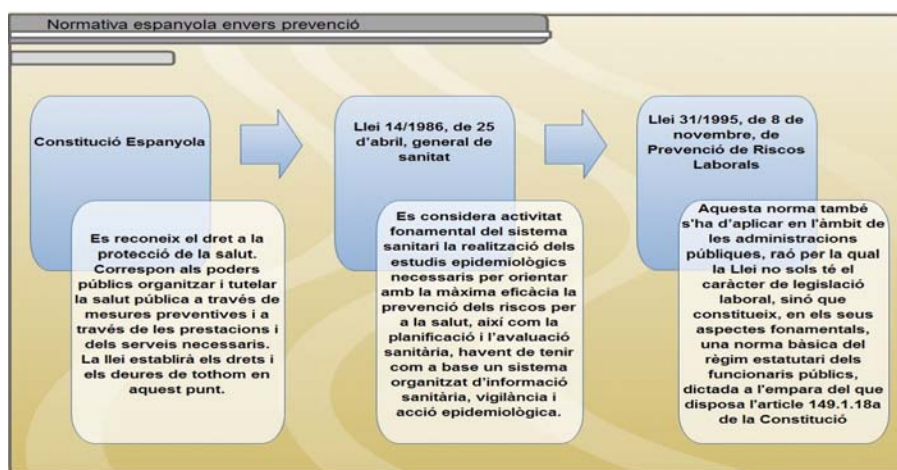 Normativa espanyola envers prevenció
Constitució Espanyola
Es reconeix el dret a la
protecció de la salut.
Correspon als poders
públics organitzar i tutelar
la salut pública a través de
mesures preventives i a
través de les prestacions i
dels serveis necessaris.
La llei establirà els drets i
els deures de tothom en
aquest punt.
Llei 14/1986, de 25
d'abril, general de
sanitat
Es considera activitat
fonamental del sistema
sanitari la realització dels
estudis epidemiològics
necessaris per orientar
amb la màxima eficàcia la
prevenció dels riscos per
a la salut, així com la
planificació i l'avaluació
sanitària, havent de tenir
com a base un sistema
organitzat d'informació
sanitària, vigilància i
acció epidemiològica.
Llei 31/1995, de 8 de
novembre, de
Prevenció de Riscos
Laborals
Aquesta norma també
s'ha d'aplicar en l'àmbit de
les administracions
públiques, raó per la qual
la Llei no sols té el
caràcter de legislació
laboral, sinó que
constitueix, en els seus
aspectes fonamentals,
una norma bàsica del
règim estatutari dels
funcionaris públics,
dictada a l'empara del que
disposa l'article 149.1.18a
de la Constitució